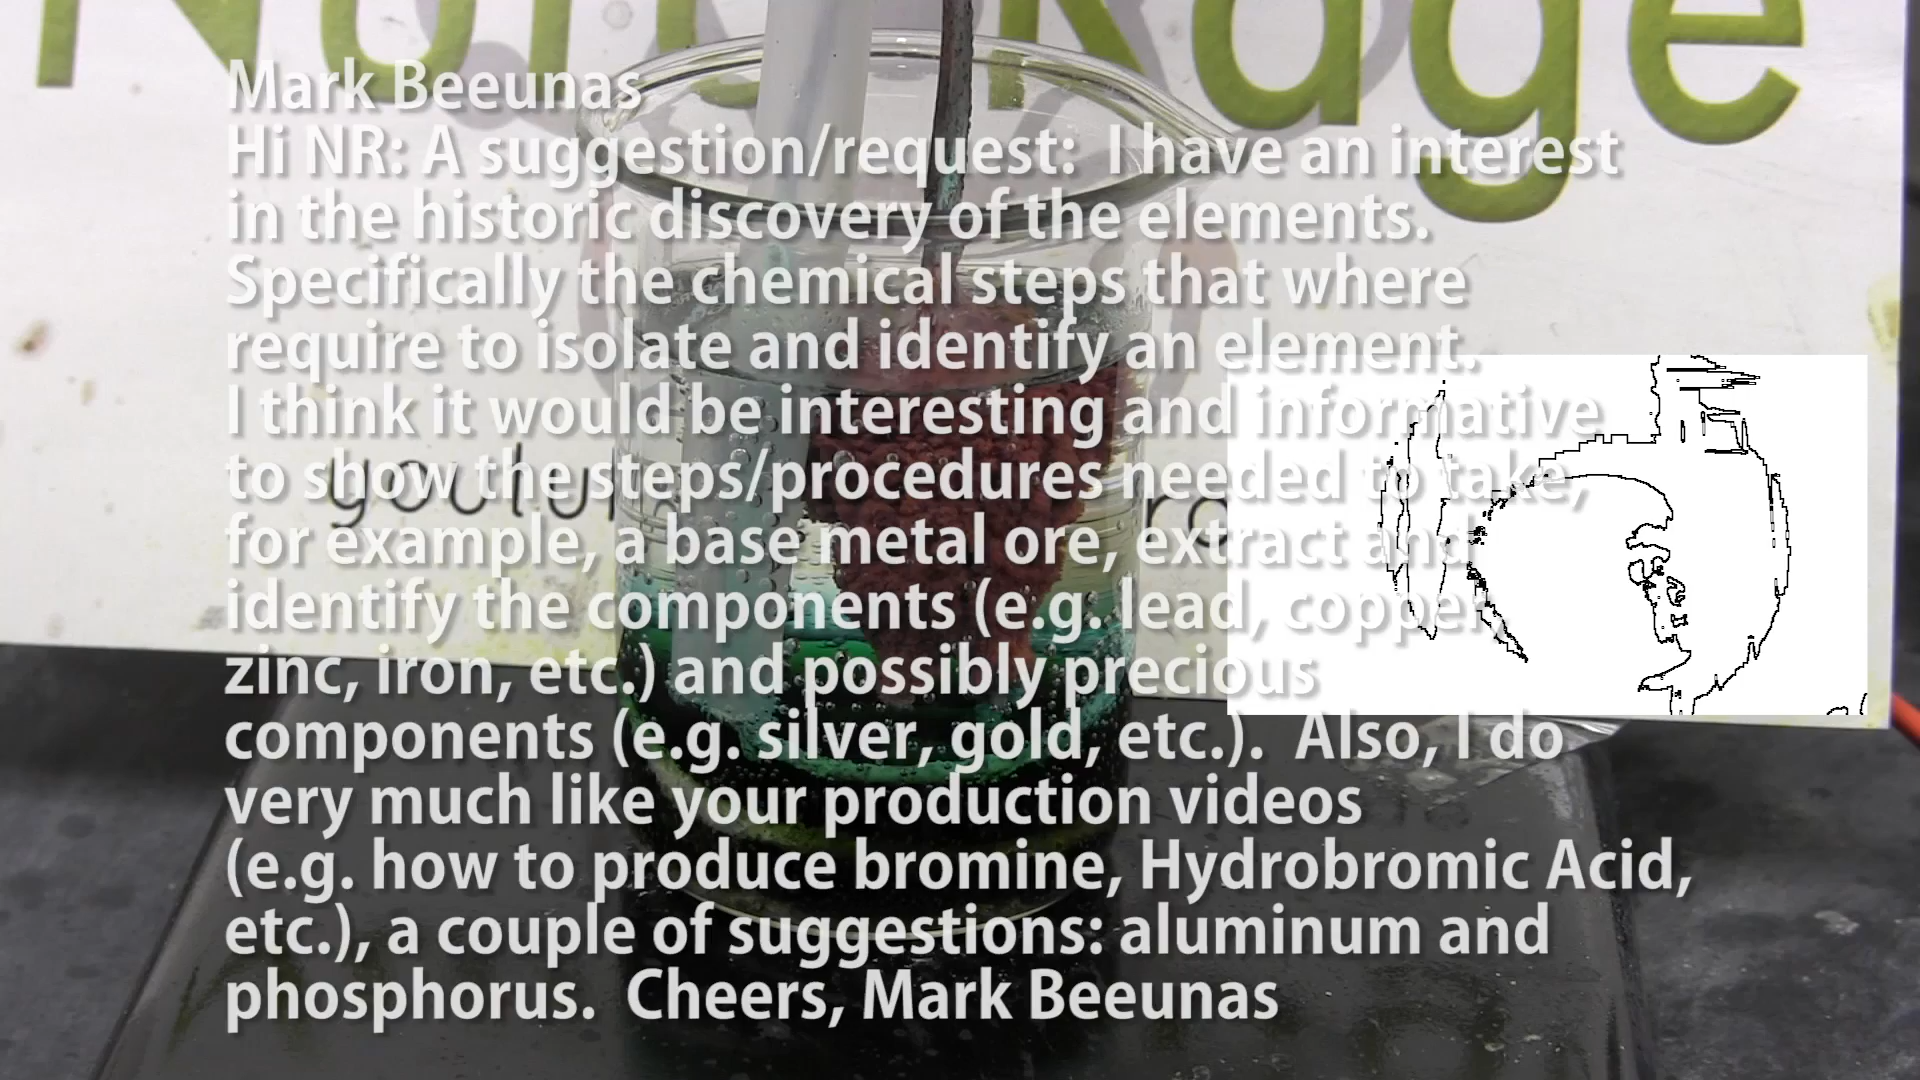 Nurd Rage
Mark Beeunas
Hi NR: A suggestion/request:  I have an interest
in the historic discovery of the elements.
Specifically the chemical steps that where
require to isolate and identify an element.
I think it would be interesting and informative
to show the steps/procedures needed to take,
for example, a base metal ore, extract and
identify the components (e.g. lead, copper,
zinc, iron, etc.) and possibly precious
components (e.g. silver, gold, etc.).  Also, I do
very much like your production videos
(e.g. how to produce bromine, Hydrobromic Acid,
etc.), a couple of suggestions: aluminum and
phosphorus.  Cheers, Mark Beeunas